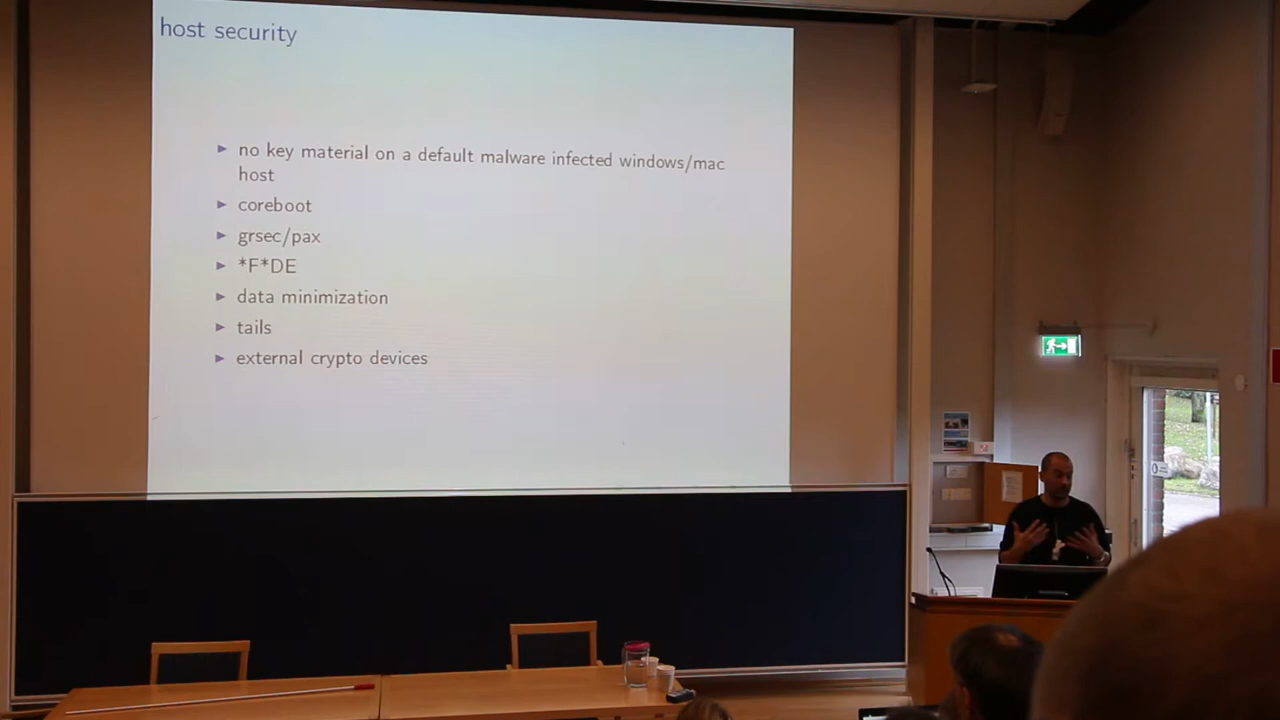 host security
▶ no key material on a default malware infected windows/mac
host
▶ coreboot
▶ grsec/pax
▶ *F*DE
▶ data minimization
▶ tails
▶ external crypto devices